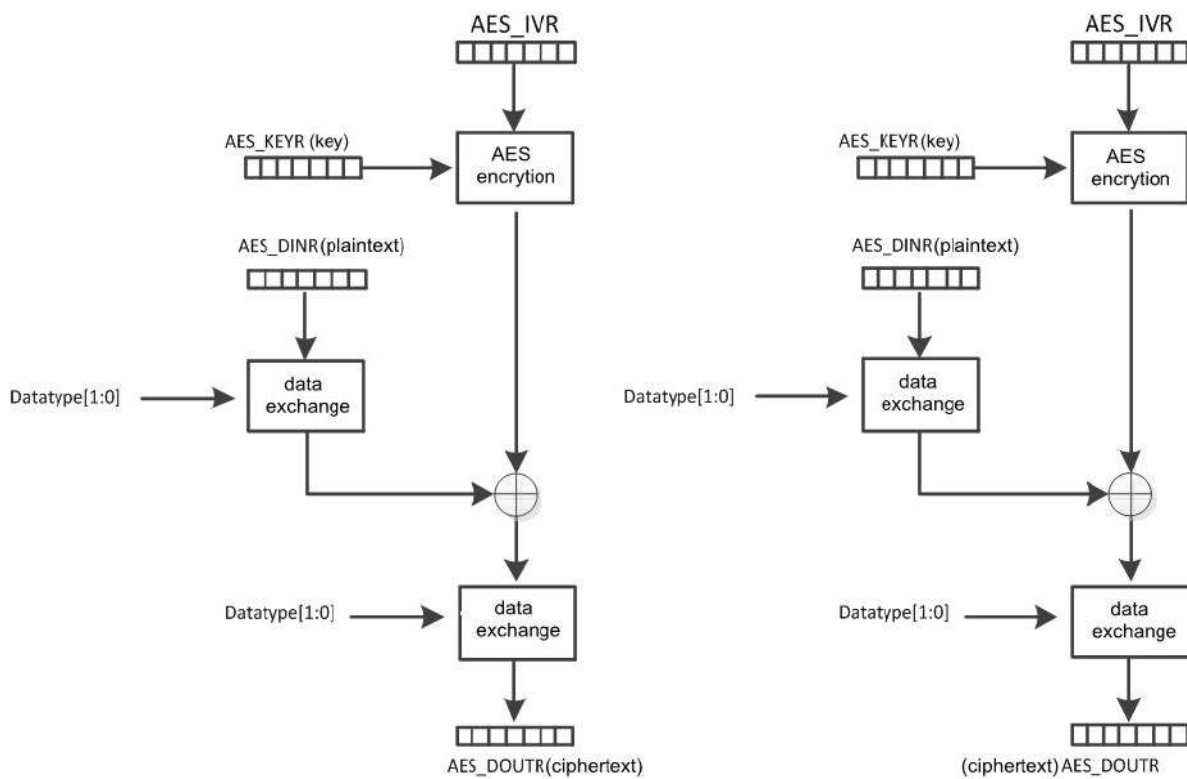 AES_IVR
AES_KEYR (key)
AES
encrytion
AES_DINR(plaintext)
Datatype[1:0]
data
exchange
Datatype[1:0]
data
exchange
AES_DOUTR(ciphertext)
AES_IVR
AES_KEYR(key)
AES
encrytion
AES_DINR(plaintext)
Datatype[1:0]
data
exchange
Datatype[1:0]
data
exchange
(ciphertext) AES_DOUTR